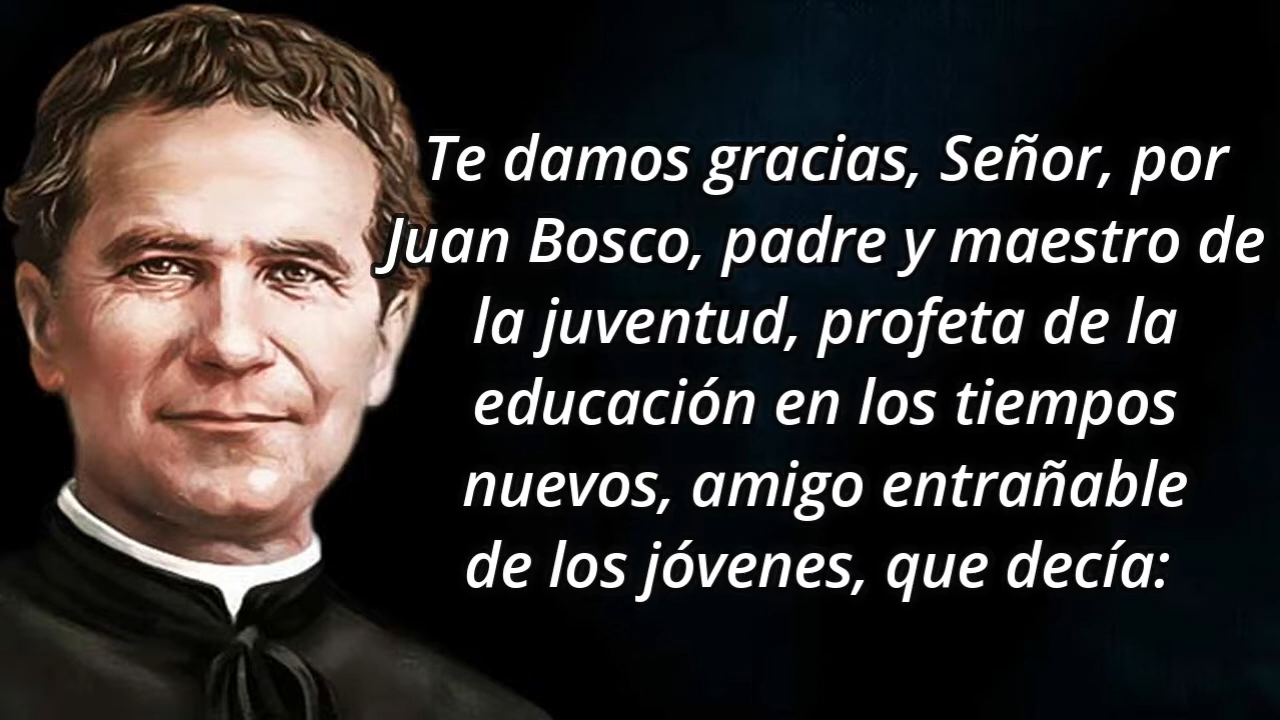 Te damos gracias, Señor, por
Juan Bosco, padre y maestro de
la juventud, profeta de la
educación en los tiempos
nuevos, amigo entrañable
de los jóvenes, que decía: